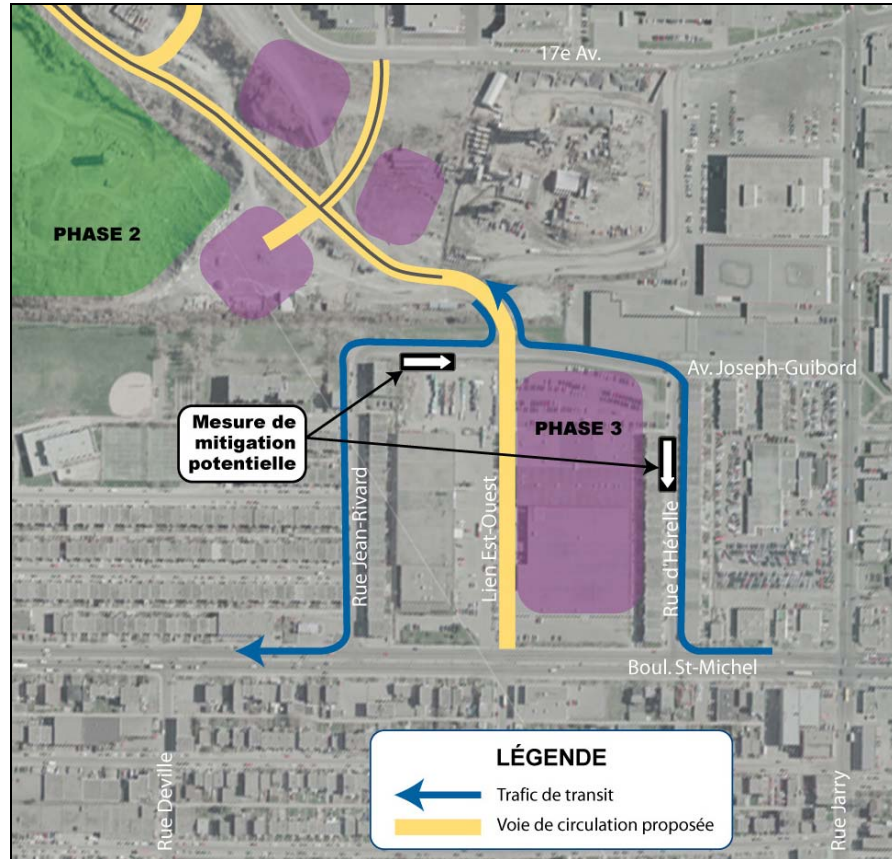 17e Av.
PHASE 2
Av. Joseph-Guibord
Mesure de
mitigation
potentielle
PHASE 3
Rue Jean-Rivard
Lien Est-Ouest
Rue d'Hérelle
Boul. St-Michel
Rue Deville
Rue Jarry
LÉGENDE
Trafic de transit
Voie de circulation proposée